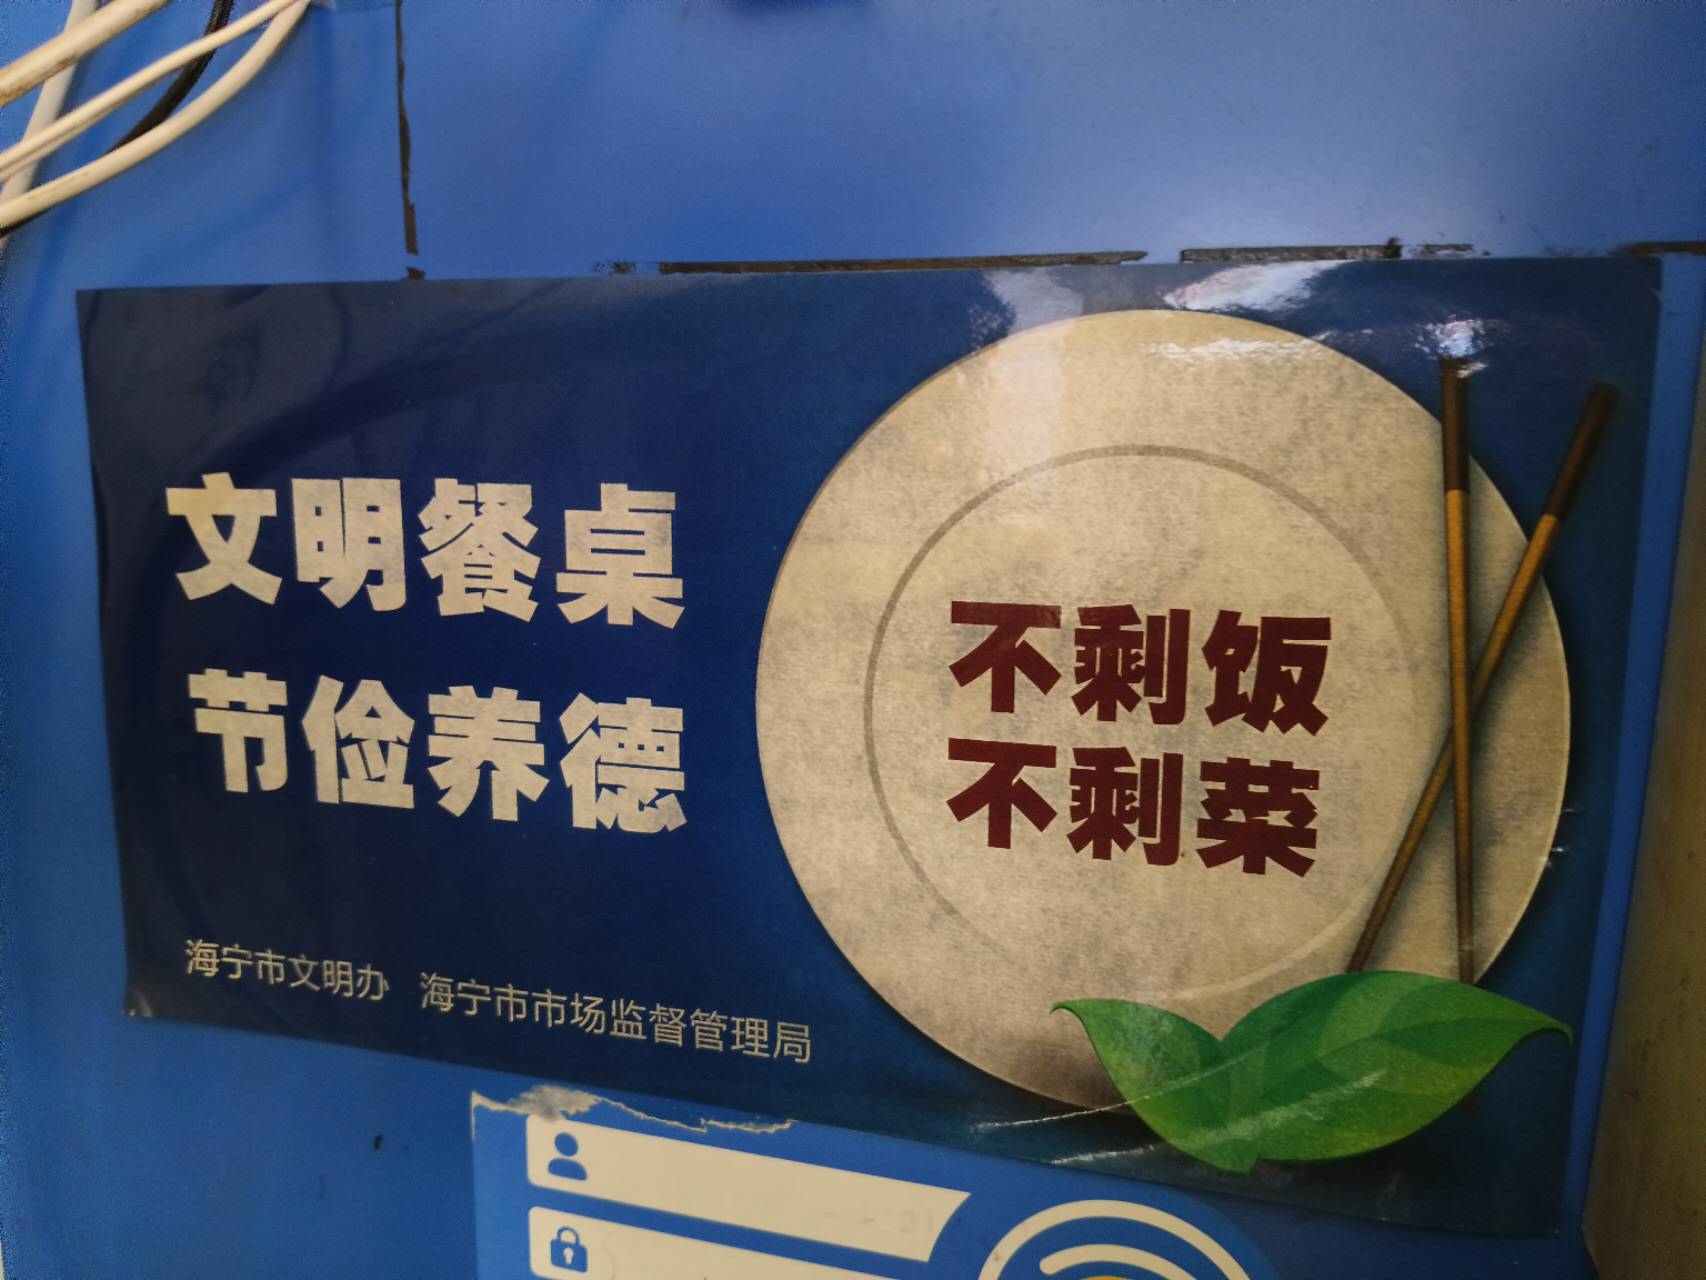 文明餐桌
节俭养德
不剩饭
不剩菜
海宁市文明办 海宁市市场监督管理局